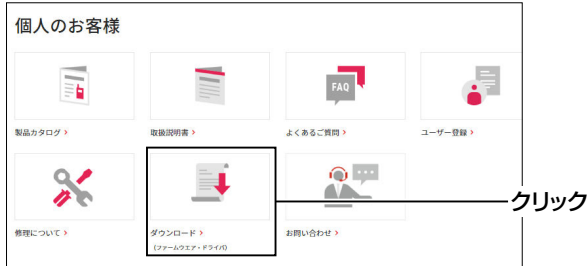 個人のお客様
FAQ
製品カタログ >
取扱説明書 >
よくあるご質問 >
ユーザー登録 >
クリック
修理について >
ダウンロード >
お問い合わせ >
(ファームウエア・ドライバ)